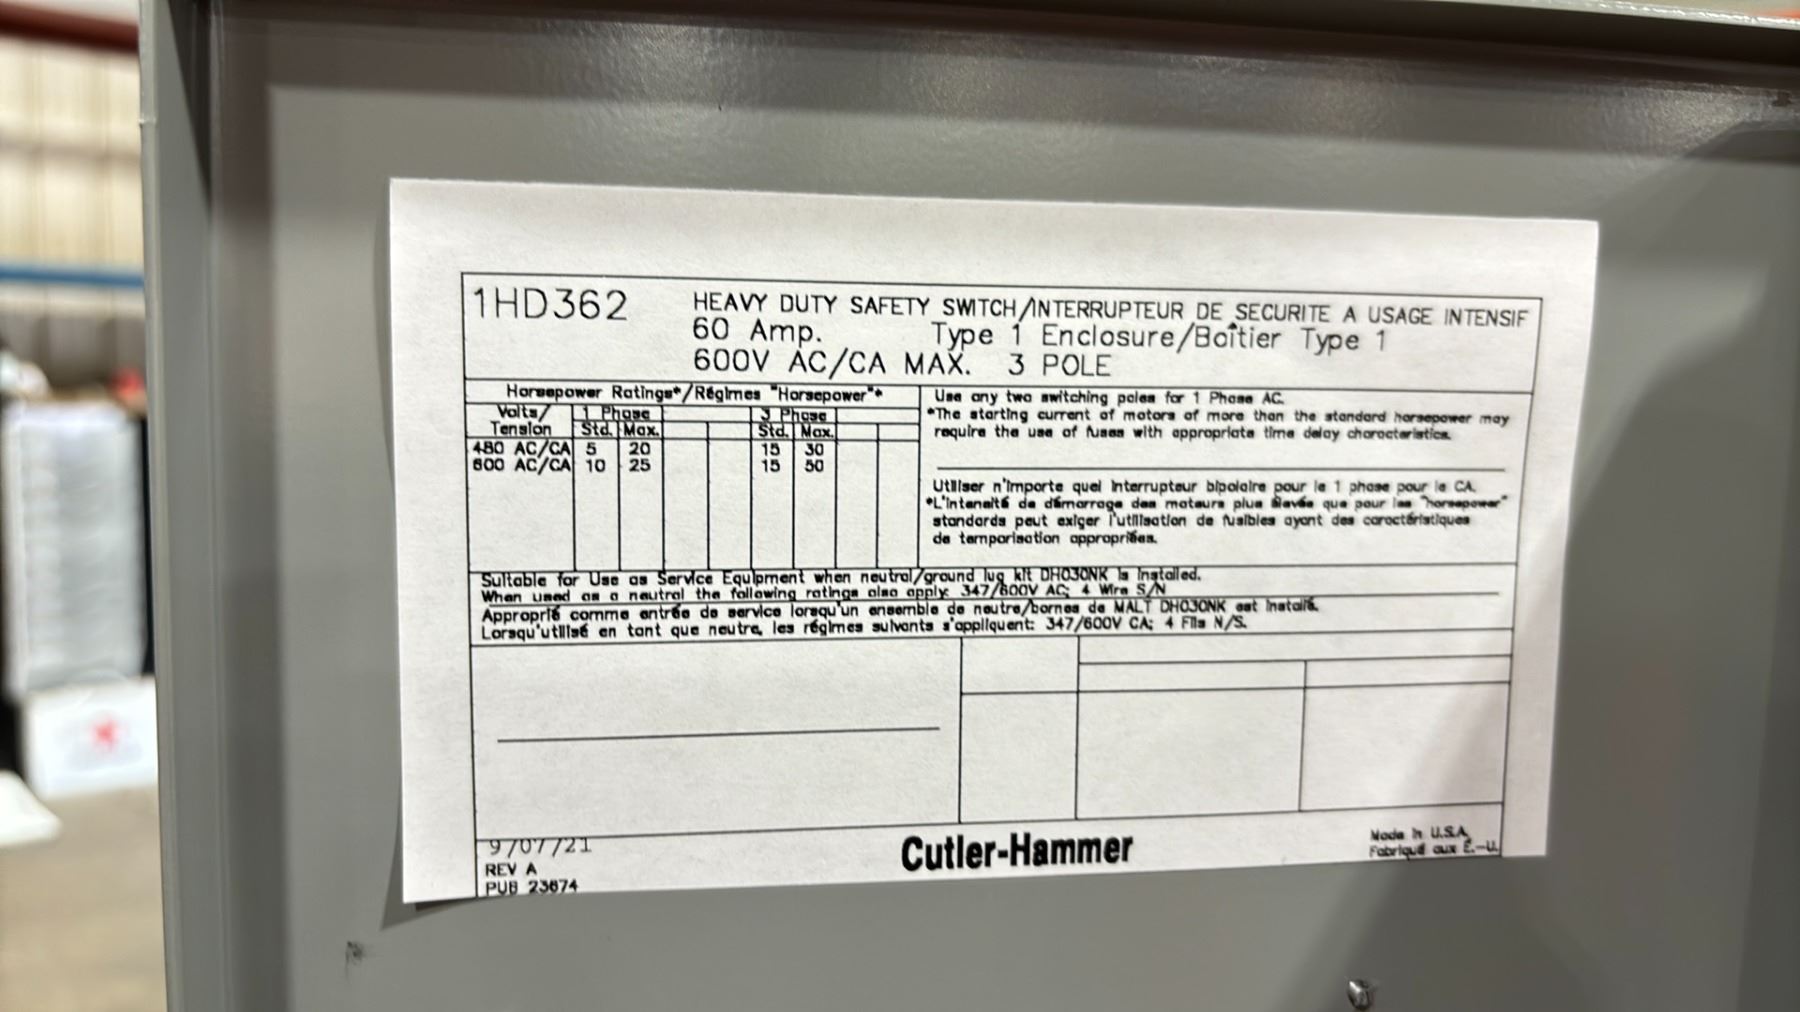 1HD362
HEAVY DUTY SAFETY SWITCH/INTERRUPTEUR DE SECURITE A USAGE INTENSIF
60 Amp. Type 1 Enclosure/Boîtier Type 1
600V AC/CA MAX. 3 POLE
Horsepower Ratings*/Régimes "Horsepower"*
Volts/ 1 Phase 3 Phase
Tension Std. Max. Std. Max.
480 AC/CA 5 20 15 30
600 AC/CA 10 25 15 50
Use any two switching poles for 1 Phase AC.
*The starting current of motors of more than the standard horsepower may
require the use of fuses with appropriate time delay characteristics.
Utiliser n'importe quel interrupteur bipolaire pour le 1 phase pour le CA.
*L'intensité de démarrage des moteurs plus élevée que pour les "horsepower"
standards peut exiger l'utilisation de fusibles ayant des caractéristiques
de temporisation appropriées.
Suitable for Use as Service Equipment when neutral/ground lug kit DH030NK is installed.
When used as a neutral the following ratings also apply: 347/600V AC; 4 Wire S/N
Approprié comme entrée de service lorsqu'un ensemble de neutre/bornes de MALT DH030NK est installé.
Lorsqu'utilisé en tant que neutre, les régimes suivants s'appliquent: 347/600V CA; 4 Fils N/S.
9/07/21
REV A
PUB 23674
Cutler-Hammer
Made in U.S.A.
Fabriqué aux É.-U.